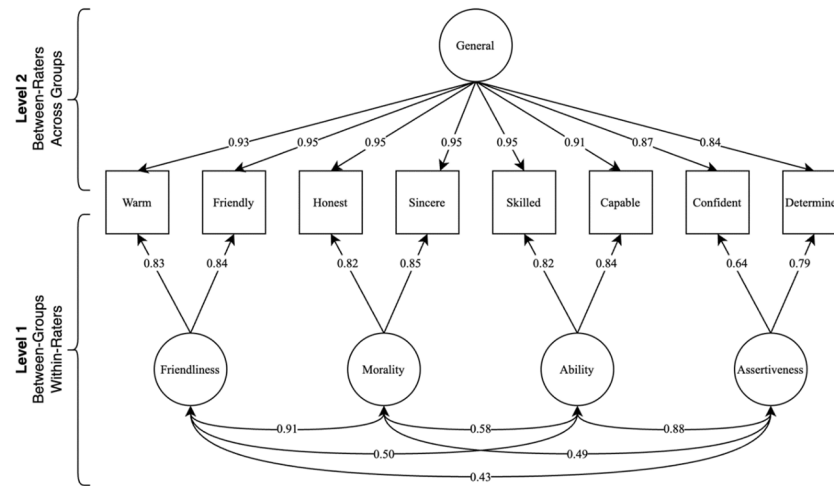 General
Level 2
Between-Raters
Across Groups
0.93
0.95
0.95
0.95
0.95
0.91
0.87
0.84
Warm
Friendly
Honest
Sincere
Skilled
Capable
Confident
Determine
Level 1
Between-Groups
Within-Raters
0.83
0.84
0.82
0.85
0.82
0.84
0.64
0.79
Friendliness
Morality
Ability
Assertiveness
0.91
0.58
0.88
0.50
0.49
0.43